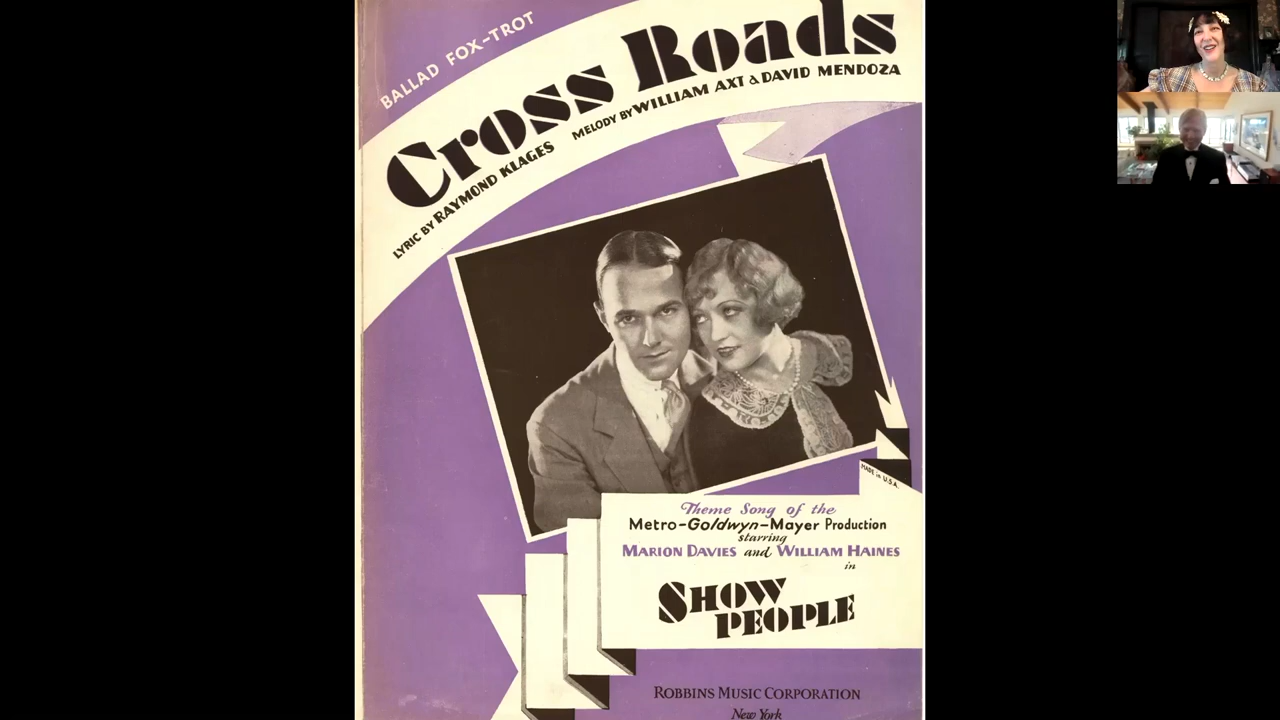 BALLAD FOX-TROT
Cross Roads
LYRIC BY RAYMOND KLAGES MELODY BY WILLIAM AXT & DAVID MENDOZA
MADE in U.S.A.
Theme Song of the
Metro-Goldwyn-Mayer Production
starring
MARION DAVIES and WILLIAM HAINES
in
SHOW
PEOPLE
ROBBINS MUSIC CORPORATION
New York